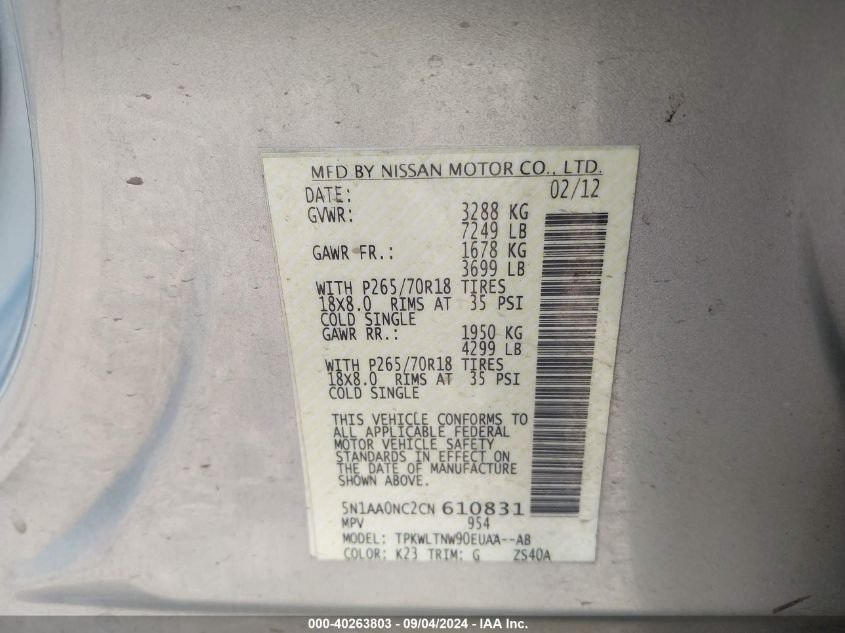 MFD BY NISSAN MOTOR CO., LTD.
DATE: 02/12
GVWR: 3288 KG
7249 LB
GAWR FR.: 1678 KG
3699 LB
WITH P265/70R18 TIRES
18X8.0 RIMS AT 35 PSI
COLD SINGLE
GAWR RR.: 1950 KG
4299 LB
WITH P265/70R18 TIRES
18X8.0 RIMS AT 35 PSI
COLD SINGLE
THIS VEHICLE CONFORMS TO
ALL APPLICABLE FEDERAL
MOTOR VEHICLE SAFETY
STANDARDS IN EFFECT ON
THE DATE OF MANUFACTURE
SHOWN ABOVE.
5N1AA0NC2CN 610831
MPV 954
MODEL: TPKWLTNW90EUAA--AB
COLOR: K23 TRIM: G ZS40A
000-40263803 - 09/04/2024 - IAA Inc.